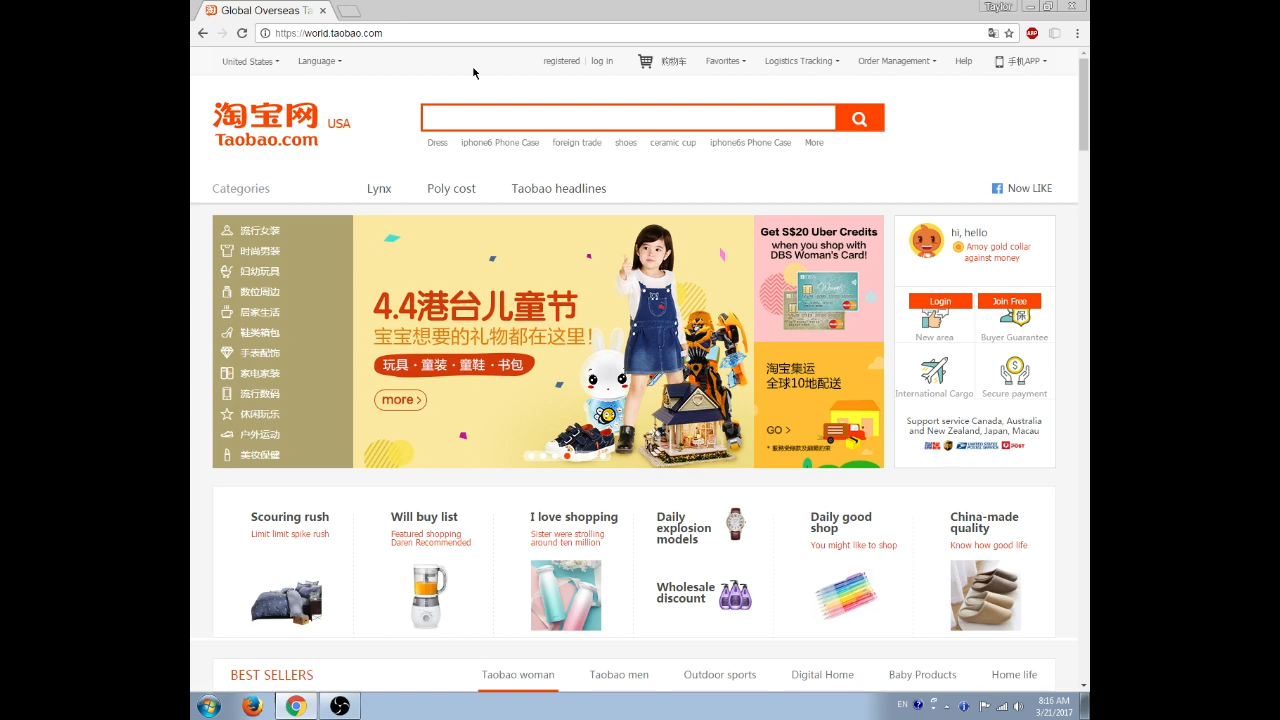 Global Overseas Ta
Taylor
https://world.taobao.com
ABP
United States
Language
registered
log in
购物车
Favorites
Logistics Tracking
Order Management
Help
手机APP
淘宝网
Taobao.com
USA
Dress
iphone6 Phone Case
foreign trade
shoes
ceramic cup
iphone6s Phone Case
More
Categories
Lynx
Poly cost
Taobao headlines
Now LIKE
流行女装
时尚男装
妇幼玩具
数位周边
居家生活
鞋类箱包
手表配饰
家电家装
流行数码
休闲玩乐
户外运动
美妆保健
4.4港台儿童节
宝宝想要的礼物都在这里!
玩具·童装·童鞋·书包
more >
Get S$20 Uber Credits
when you shop with
DBS Woman's Card!
淘宝集运
全球10地配送
GO >
hi, hello
Amoy gold collar
against money
Login
Join Free
New area
Buyer Guarantee
International Cargo
Secure payment
Support service Canada, Australia
and New Zealand, Japan, Macau
Scouring rush
Limit limit spike rush
Will buy list
Featured shopping
Daren Recommended
I love shopping
Sister were strolling
around ten million
Daily
explosion
models
Wholesale
discount
Daily good
shop
You might like to shop
China-made
quality
Know how good life
BEST SELLERS
Taobao woman
Taobao men
Outdoor sports
Digital Home
Baby Products
Home life
EN
8:16 AM
3/21/2017